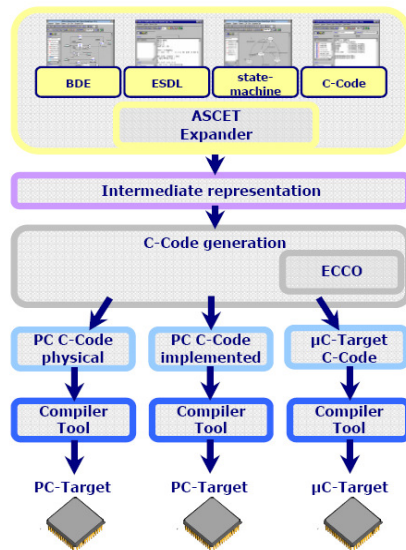 BDE
ESDL
state-
machine
C-Code
ASCET
Expander
Intermediate representation
C-Code generation
ECCO
PC C-Code
physical
PC C-Code
implemented
µC-Target
C-Code
Compiler
Tool
Compiler
Tool
Compiler
Tool
PC-Target
PC-Target
µC-Target